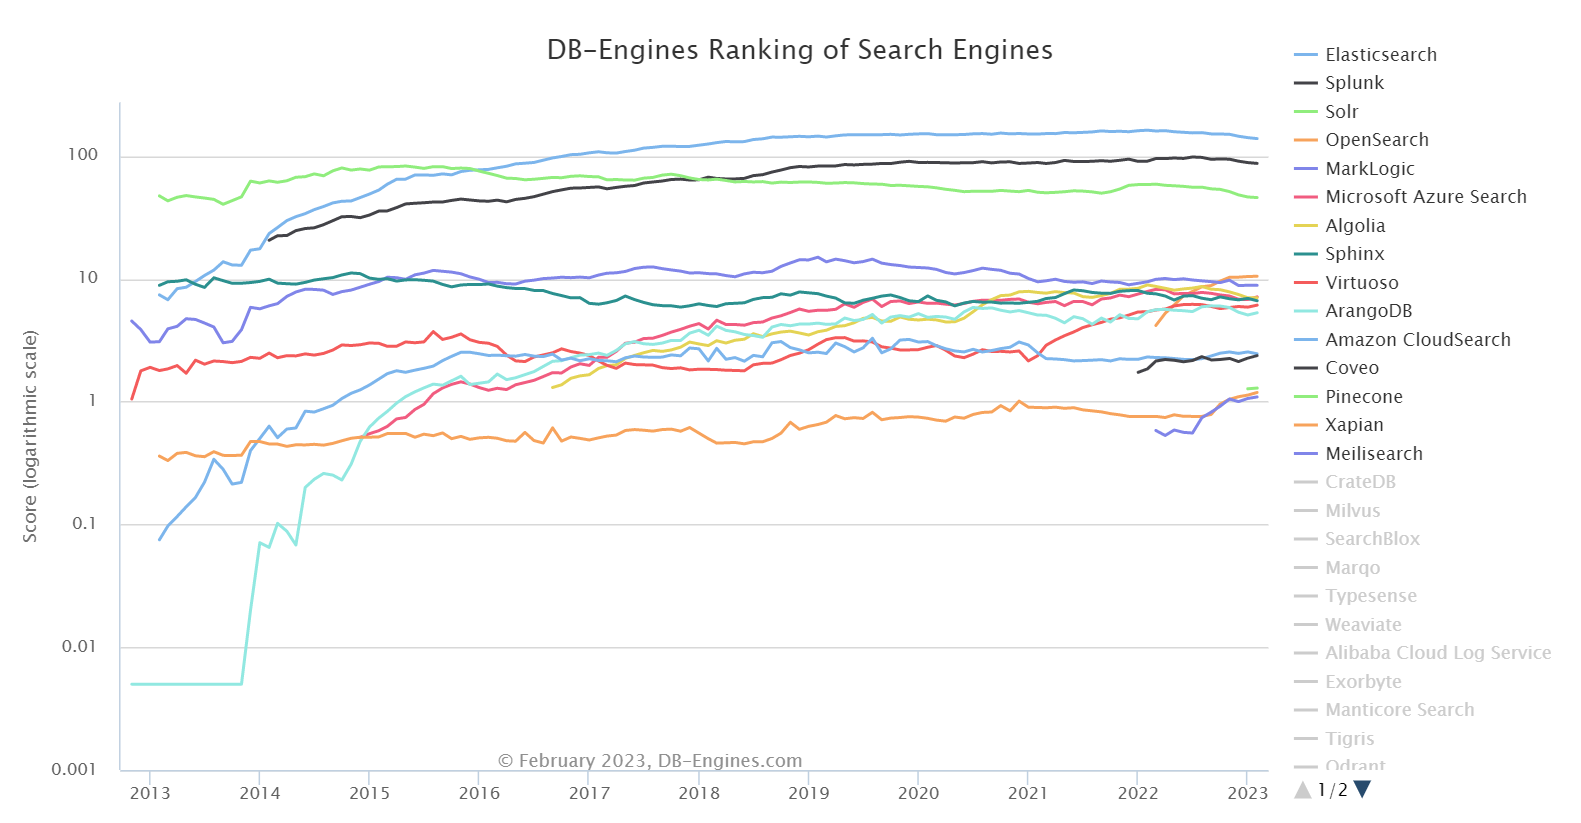 DB-Engines Ranking of Search Engines
Score (logarithmic scale)
100
10
1
0.1
0.01
0.001
2013
2014
2015
2016
2017
2018
2019
2020
2021
2022
2023
© February 2023, DB-Engines.com
Elasticsearch
Splunk
Solr
OpenSearch
MarkLogic
Microsoft Azure Search
Algolia
Sphinx
Virtuoso
ArangoDB
Amazon CloudSearch
Coveo
Pinecone
Xapian
Meilisearch
CrateDB
Milvus
SearchBlox
Marqo
Typesense
Weaviate
Alibaba Cloud Log Service
Exorbyte
Manticore Search
Tigris
Qdrant
1/2